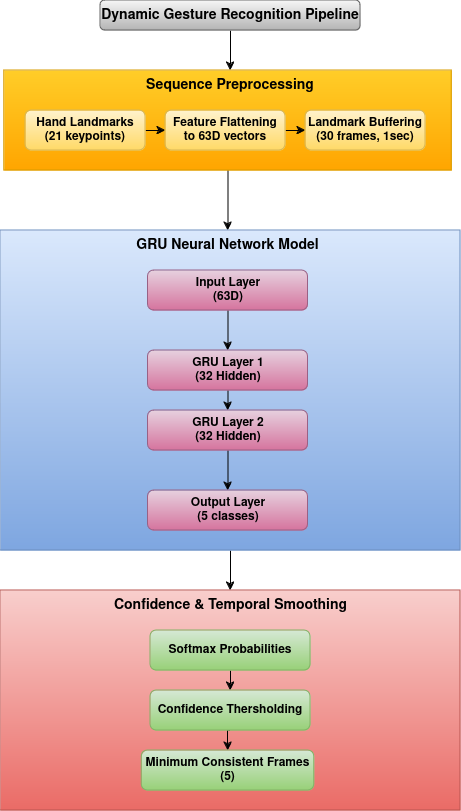 Dynamic Gesture Recognition Pipeline
Sequence Preprocessing
Hand Landmarks
(21 keypoints)
Feature Flattening
to 63D vectors
Landmark Buffering
(30 frames, 1sec)
GRU Neural Network Model
Input Layer
(63D)
GRU Layer 1
(32 Hidden)
GRU Layer 2
(32 Hidden)
Output Layer
(5 classes)
Confidence & Temporal Smoothing
Softmax Probabilities
Confidence Thersholding
Minimum Consistent Frames
(5)